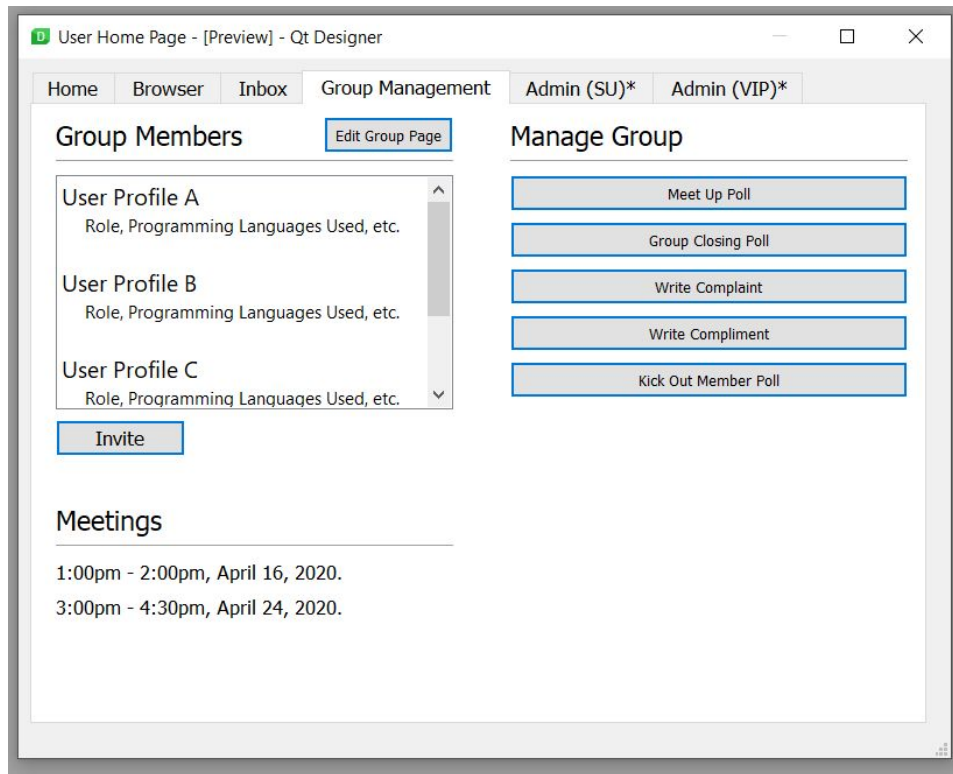 User Home Page - [Preview] - Qt Designer
Home Browser Inbox Group Management Admin (SU)* Admin (VIP)*
Group Members
Edit Group Page
User Profile A
Role, Programming Languages Used, etc.
User Profile B
Role, Programming Languages Used, etc.
User Profile C
Role, Programming Languages Used, etc.
Invite
Meetings
1:00pm - 2:00pm, April 16, 2020.
3:00pm - 4:30pm, April 24, 2020.
Manage Group
Meet Up Poll
Group Closing Poll
Write Complaint
Write Compliment
Kick Out Member Poll